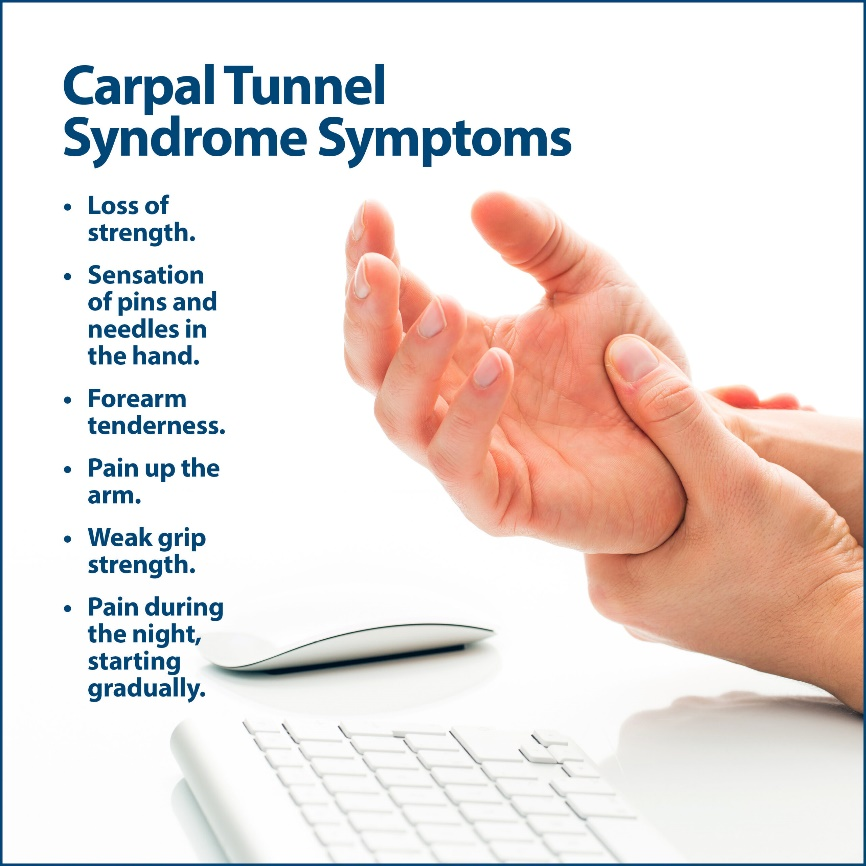 Carpal Tunnel
Syndrome Symptoms
• Loss of
strength.
• Sensation
of pins and
needles in
the hand.
• Forearm
tenderness.
• Pain up the
arm.
• Weak grip
strength.
• Pain during
the night,
starting
gradually.